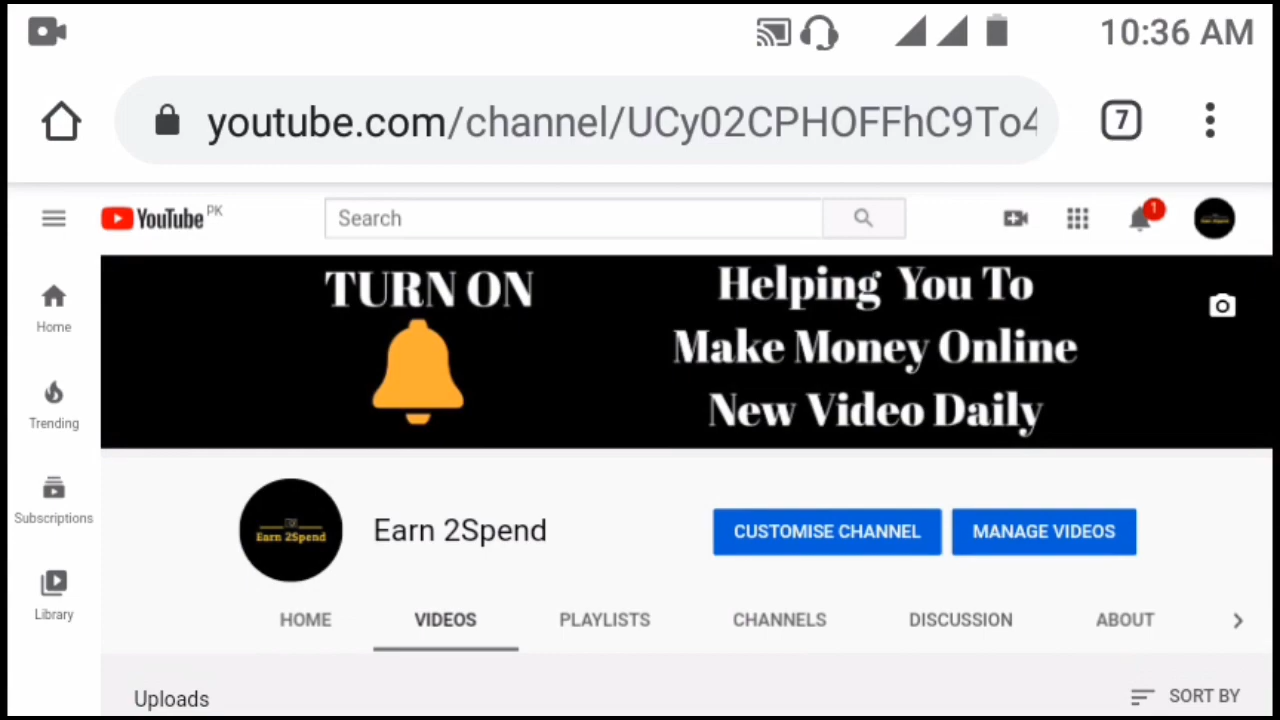 10:36 AM
youtube.com/channel/UCy02CPHOFFhC9To4
7
YouTube PK
Search
1
TURN ON
Helping You To
Make Money Online
New Video Daily
Home
Trending
Subscriptions
Library
Earn 2Spend
Earn 2Spend
CUSTOMISE CHANNEL
MANAGE VIDEOS
HOME
VIDEOS
PLAYLISTS
CHANNELS
DISCUSSION
ABOUT
Uploads
SORT BY